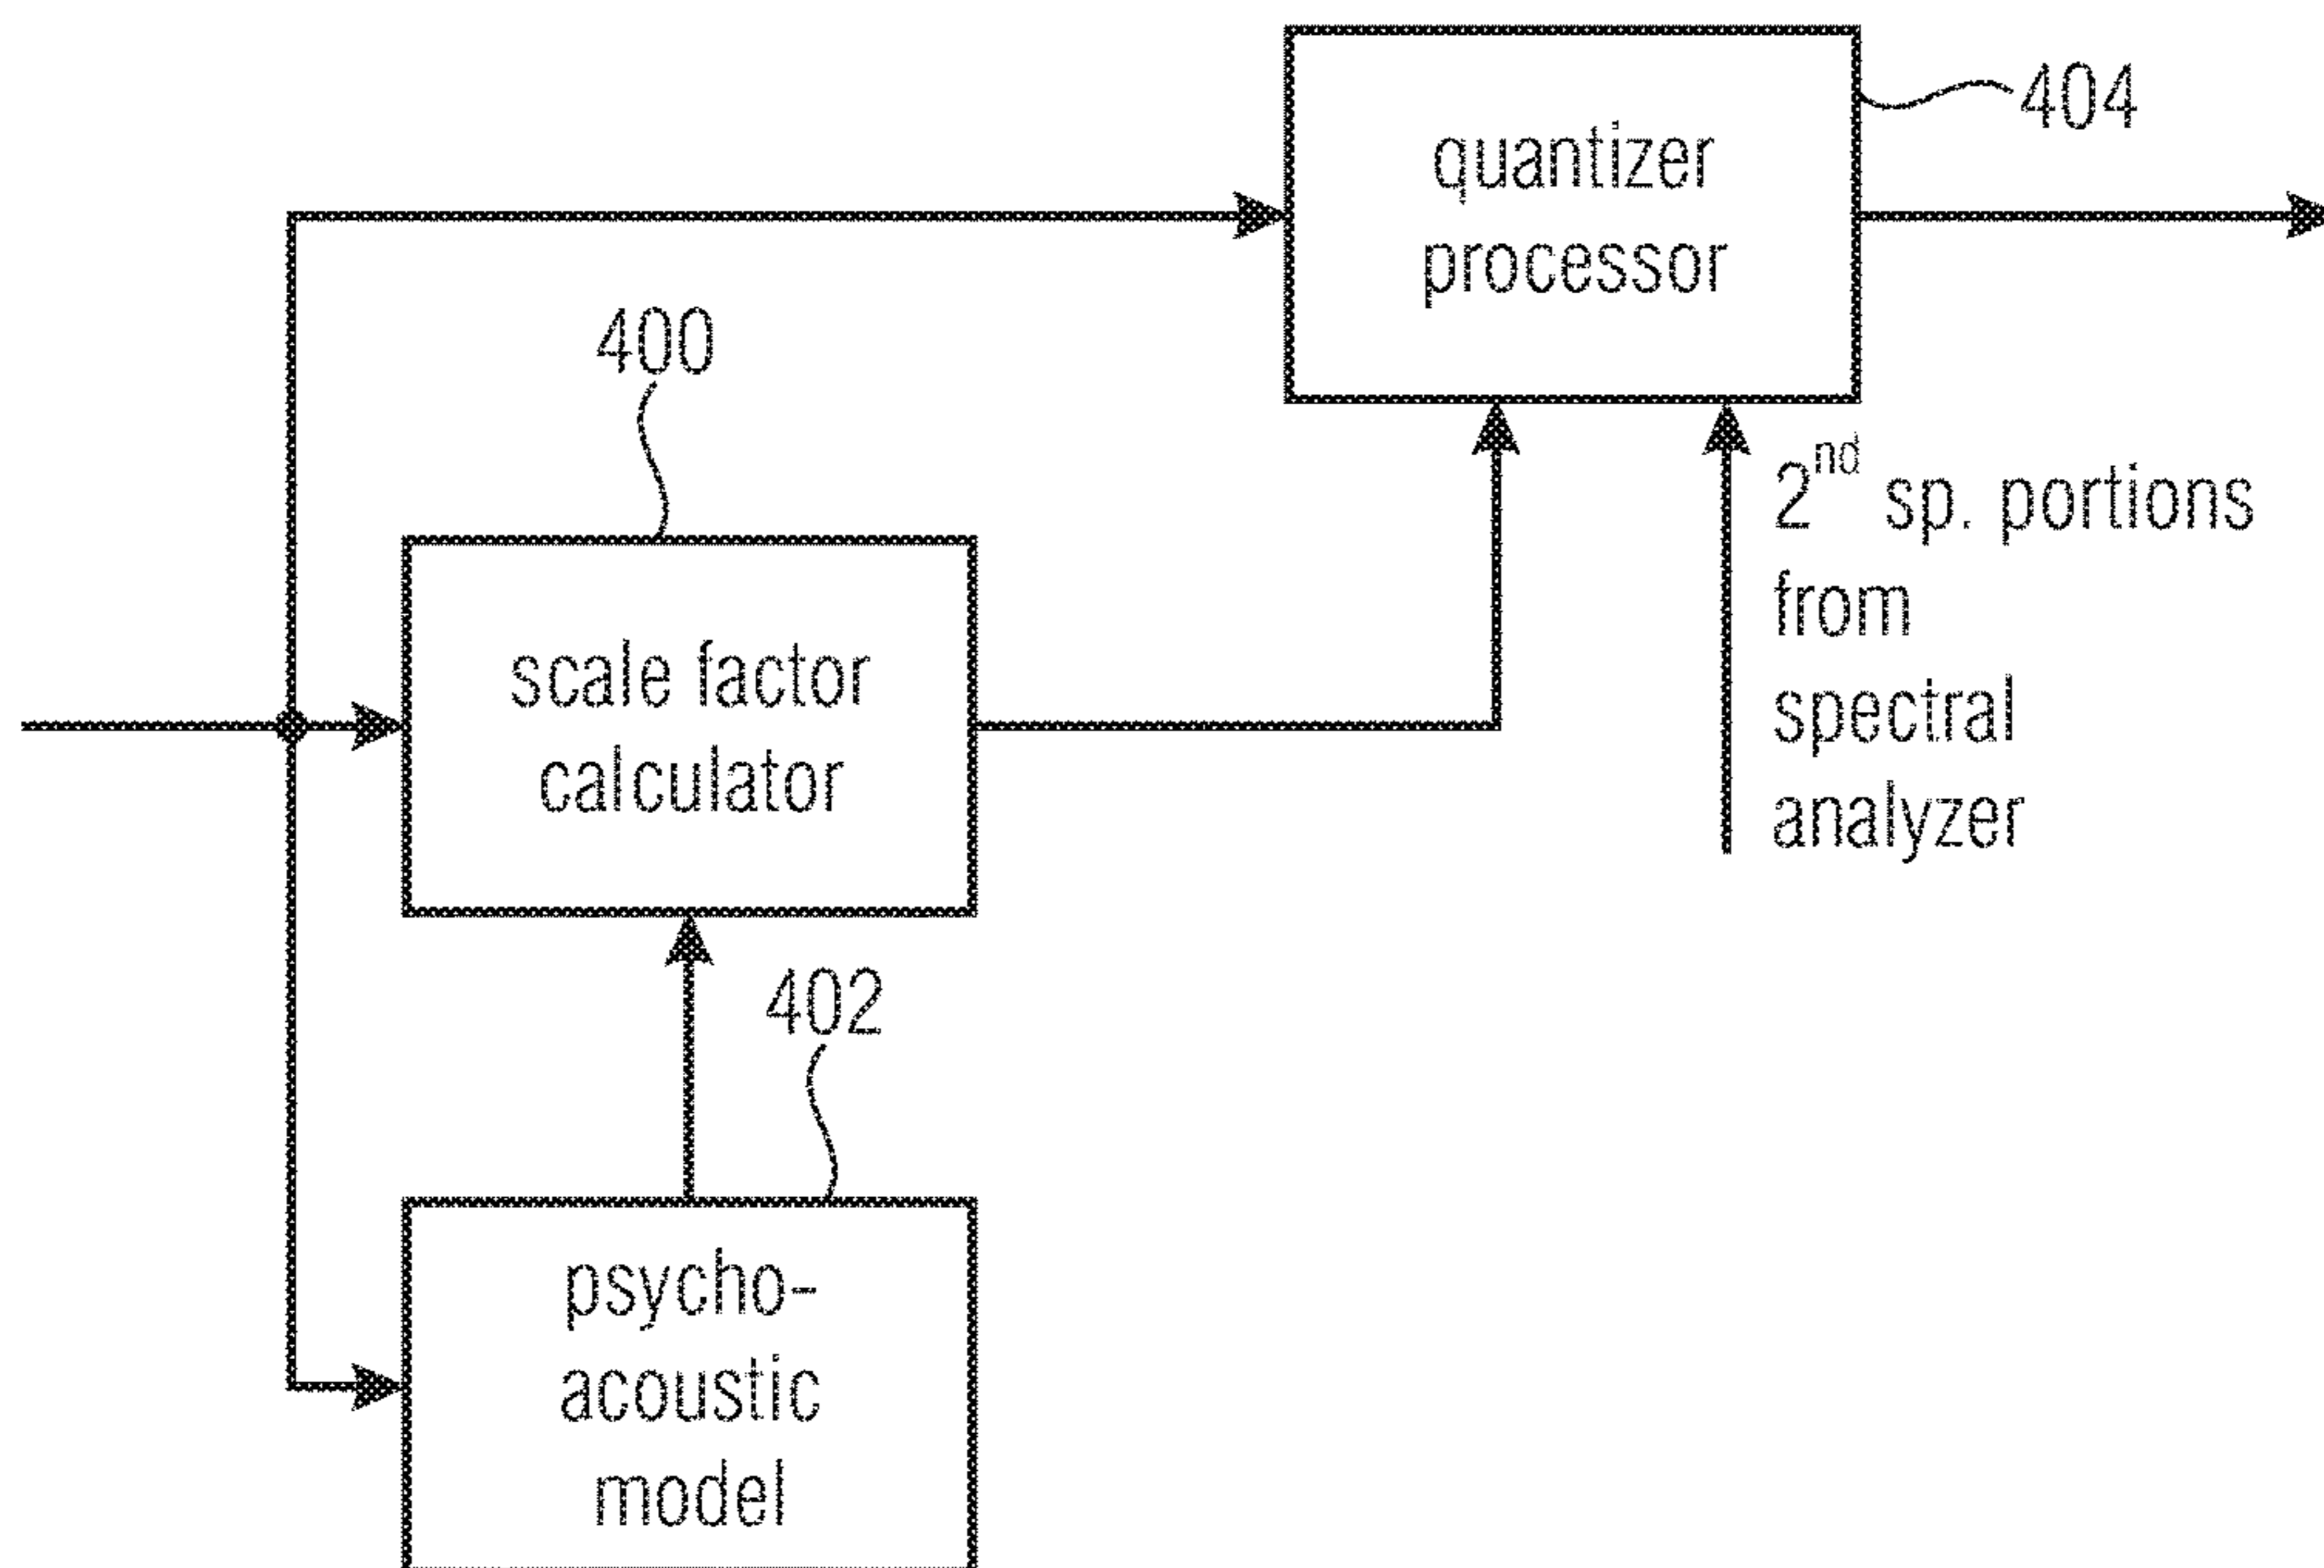 404
quantizer
processor
400
2nd sp. portions
from
spectral
analyzer
scale factor
calculator
402
psycho-
acoustic
model